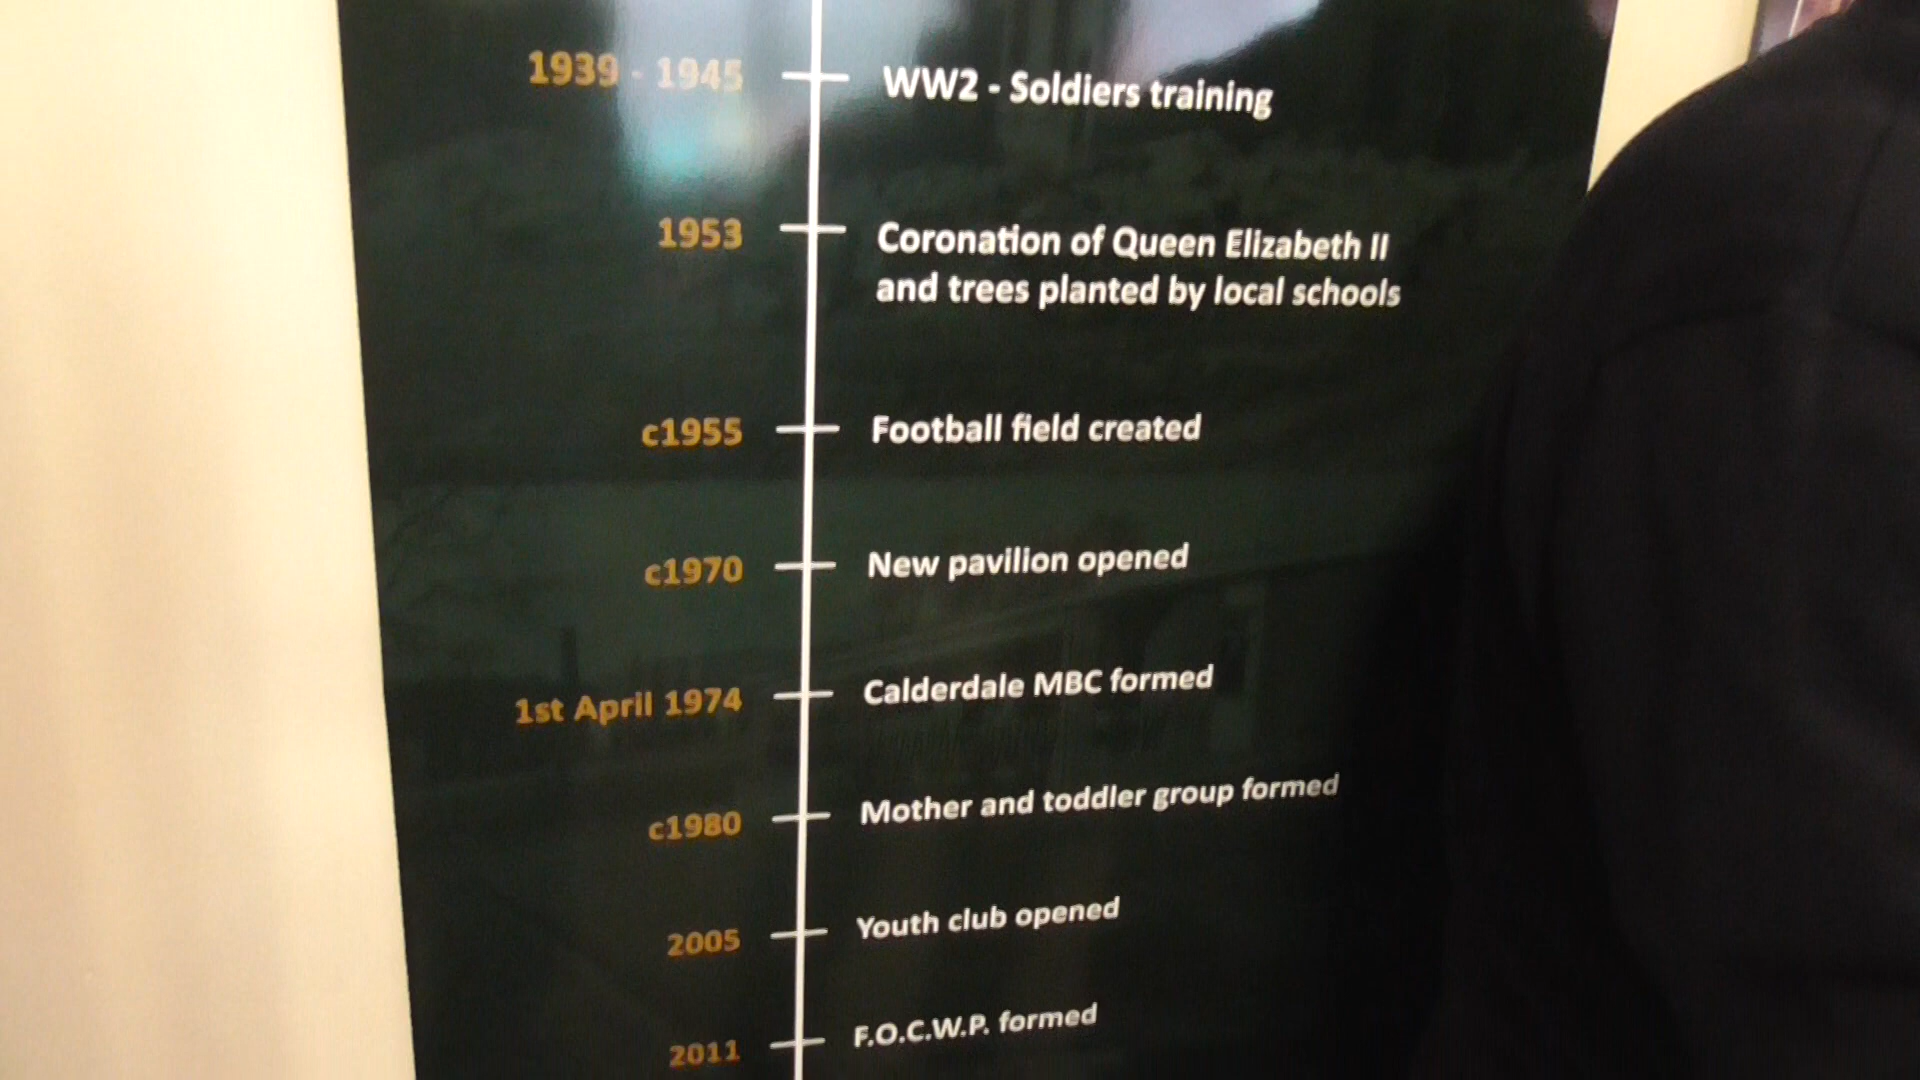 1939 - 1945 WW2 - Soldiers training
1953 Coronation of Queen Elizabeth II
and trees planted by local schools
c1955 Football field created
c1970 New pavilion opened
1st April 1974 Calderdale MBC formed
c1980 Mother and toddler group formed
2005 Youth club opened
2011 F.O.C.W.P. formed